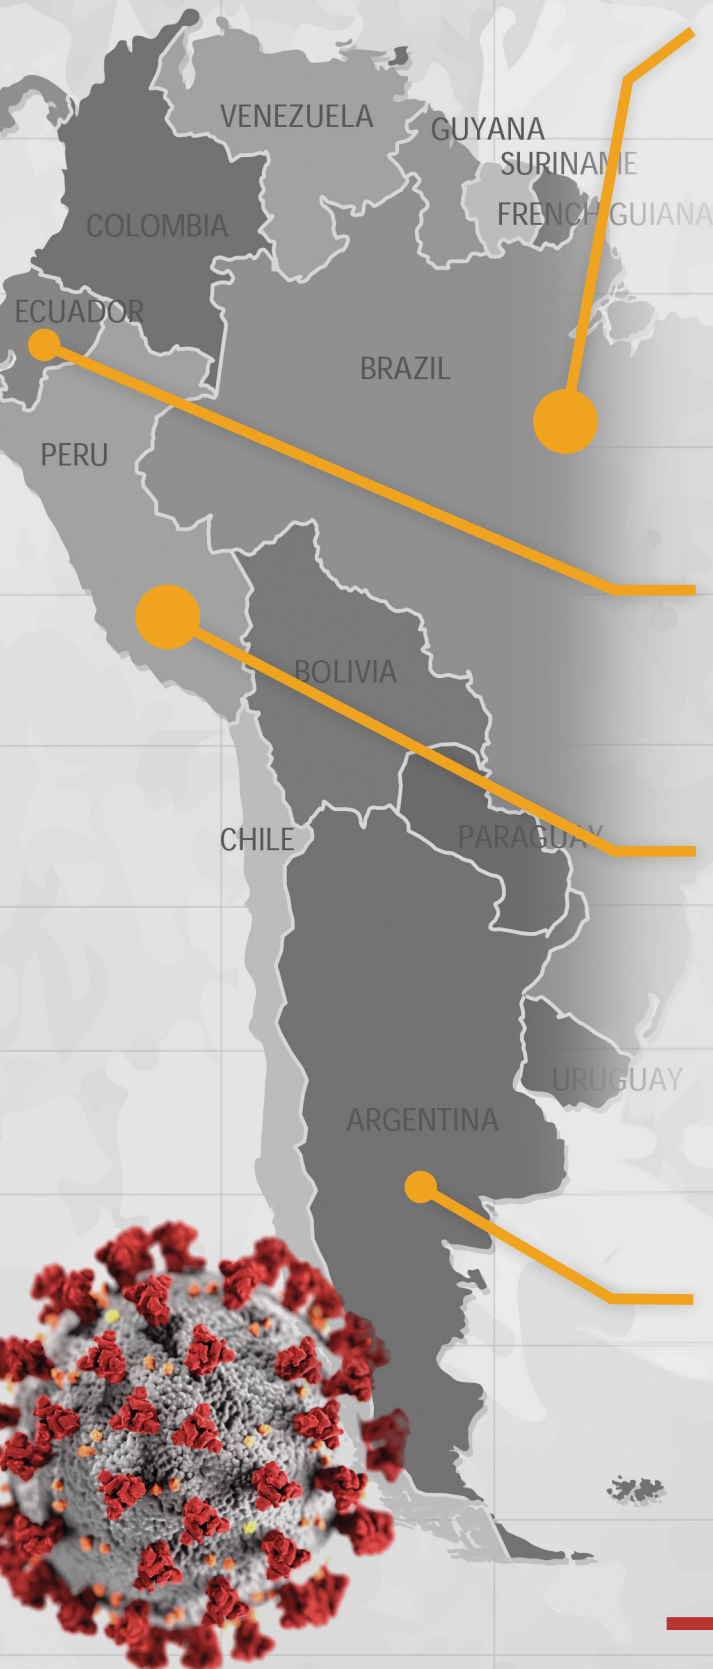 VENEZUELA
GUYANA
SURINAME
FRENCH GUIANA
COLOMBIA
ECUADOR
BRAZIL
PERU
BOLIVIA
CHILE
PARAGUAY
URUGUAY
ARGENTINA